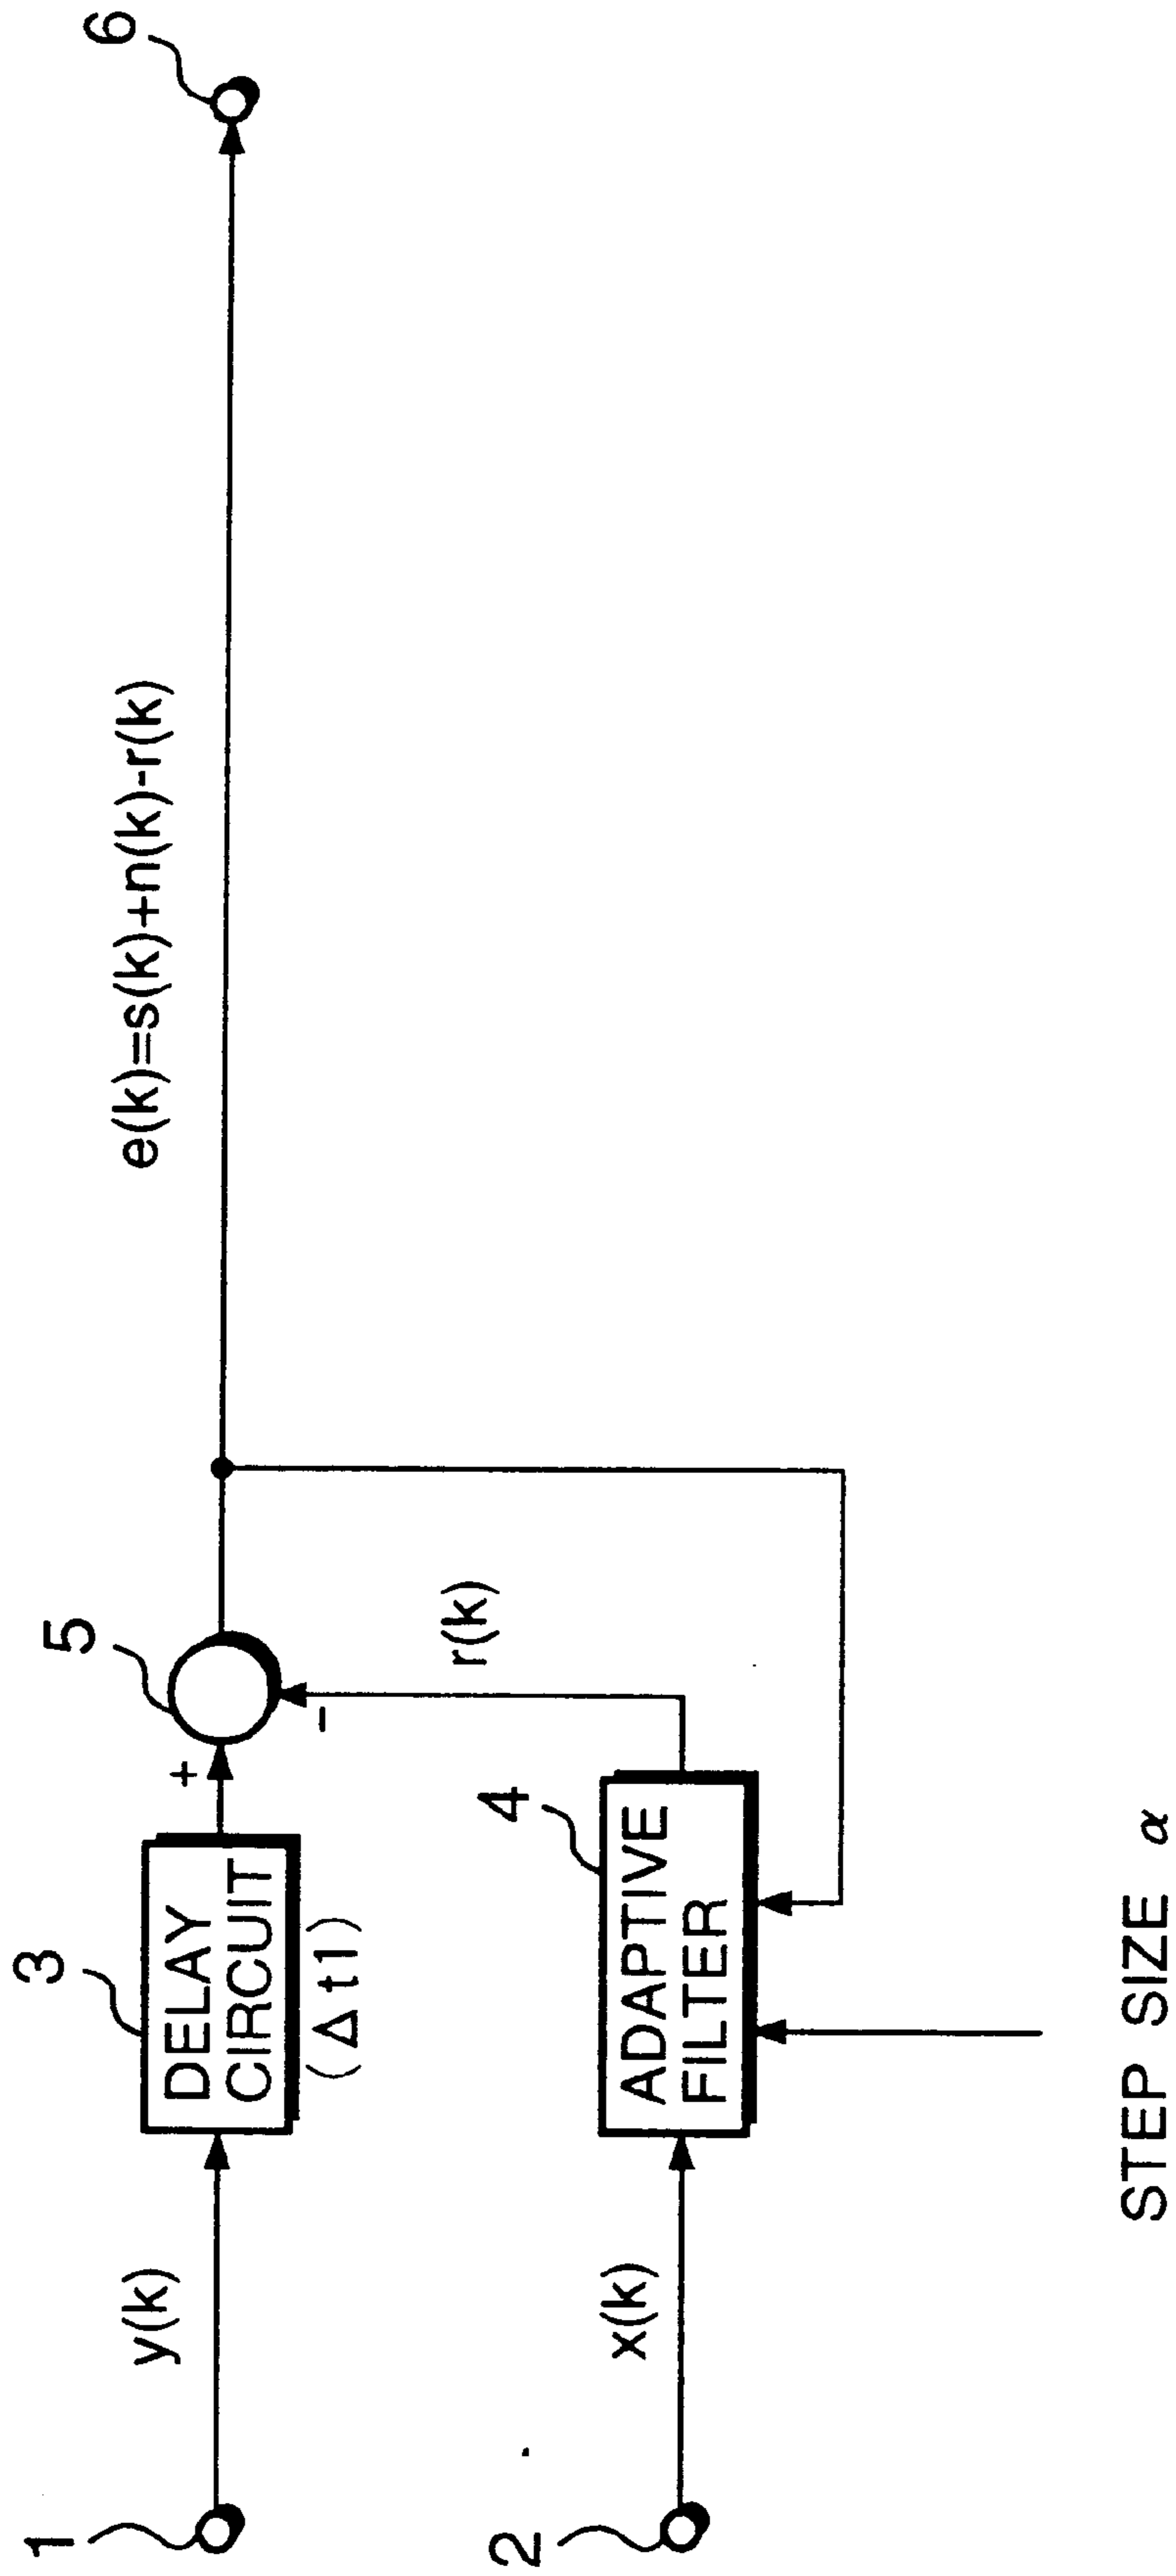 1
y(k)
3
DELAY
CIRCUIT
(Δt1)
+
5
-
r(k)
e(k)=s(k)+n(k)-r(k)
6
2
x(k)
4
ADAPTIVE
FILTER
STEP SIZE α